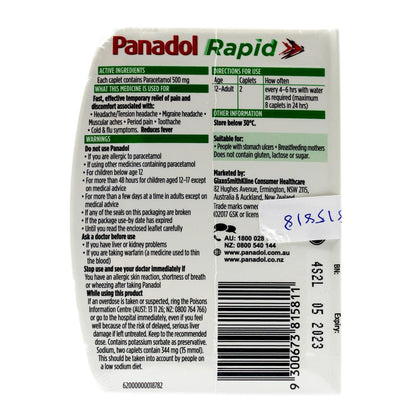 Panadol Rapid
ACTIVE INGREDIENTS
Each caplet contains Paracetamol 500 mg
WHAT THIS MEDICINE IS USED FOR
Fast, effective temporary relief of pain and
discomfort associated with:
• Headache/Tension headache • Migraine headache •
Muscular aches • Period pain • Toothache
• Cold & flu symptoms. Reduces fever
WARNINGS
Do not use Panadol
• If you are allergic to paracetamol
• If using other medicines containing paracetamol
• For children below age 12
• For more than 48 hours for children aged 12–17 except
on medical advice
• For more than a few days at a time in adults except on
medical advice
• If any of the seals on this packaging are broken
• If the package use-by date has expired
• Until you read the enclosed leaflet carefully
Ask a doctor before use
• If you have liver or kidney problems
• If you are taking warfarin (a medicine used to thin
the blood)
Stop use and see your doctor immediately if
You have an allergic skin reaction, shortness of breath
or wheezing after taking Panadol
While using this product
If an overdose is taken or suspected, ring the Poisons
Information Centre (AUST: 13 11 26; NZ: 0800 764 766)
or go to a hospital immediately, even if you feel well
because of the risk of delayed, serious liver
damage if left untreated. Keep to the recommended
dose. Contains potassium sorbate as preservative.
Sodium, two caplets contain 344 mg (15 mmol).
This should be taken into account by people on
a low sodium diet.
62000000018782
DIRECTIONS FOR USE
Age Caplets How often
12–Adult 2 every 4–6 hrs with water
as required (maximum
8 caplets in 24 hrs)
OTHER INFORMATION
Store below 30°C.
Suitable for:
• People with stomach ulcers • Breastfeeding mothers
Does not contain gluten, lactose or sugar.
Marketed by:
GlaxoSmithKline Consumer Healthcare
82 Hughes Avenue, Ermington, NSW 2115,
Australia & Auckland, New Zealand
Trade marks owned
©2017 GSK or licensor
818518
AU: 1800 028
NZ: 0800 540 144
www.panadol.com.au
www.panadol.co.nz
9 300673 815811
BN:
4S2L
05 2023
Expiry: